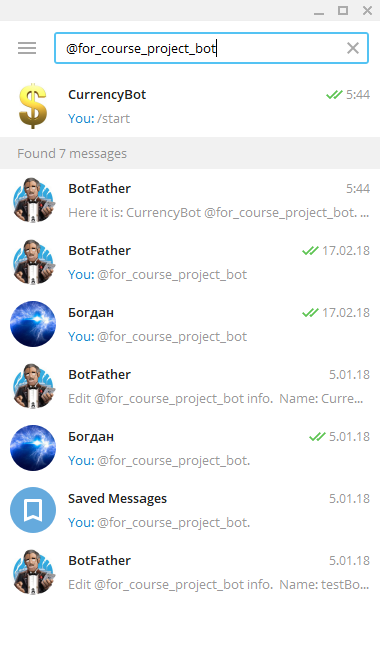 @for_course_project_bot
CurrencyBot 5:44
You: /start
Found 7 messages
BotFather 5:44
Here it is: CurrencyBot @for_course_project_bot. ...
BotFather 17.02.18
You: @for_course_project_bot
Богдан 17.02.18
You: @for_course_project_bot
BotFather 5.01.18
Edit @for_course_project_bot info. Name: Curre...
Богдан 5.01.18
You: @for_course_project_bot.
Saved Messages 5.01.18
You: @for_course_project_bot.
BotFather 5.01.18
Edit @for_course_project_bot info. Name: testBo...